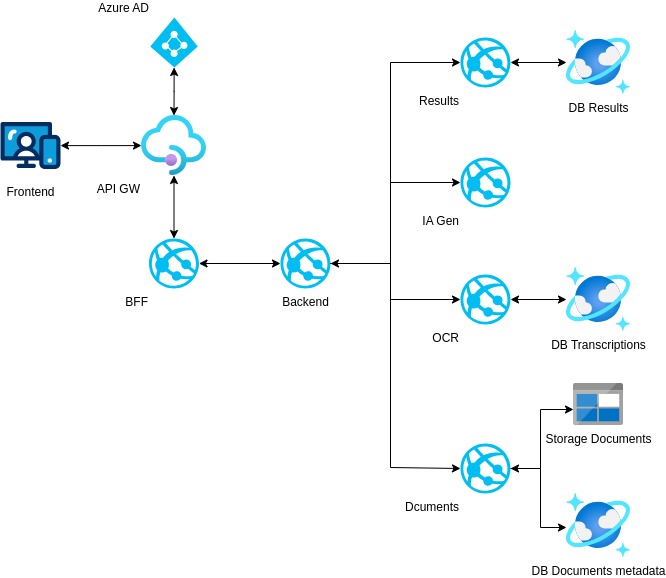 Azure AD
Frontend
API GW
BFF
Backend
Results
DB Results
IA Gen
OCR
DB Transcriptions
Storage Documents
Dcuments
DB Documents metadata